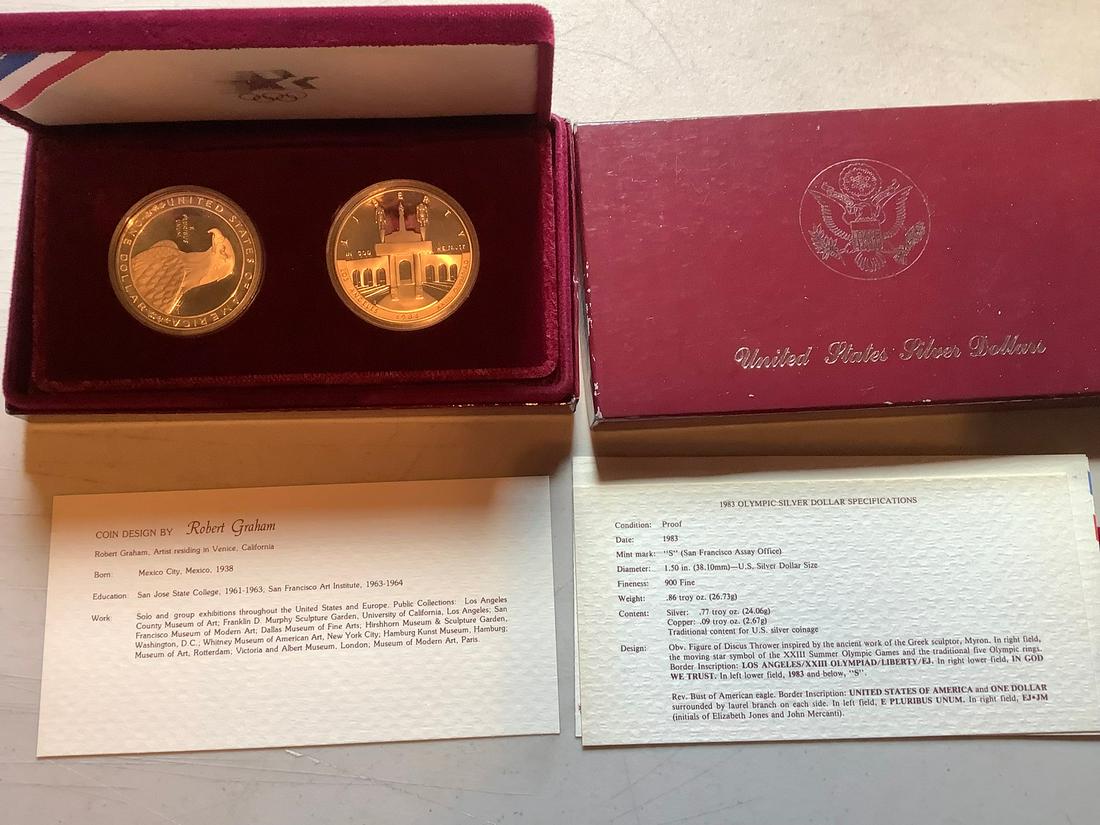 UNITED STATES OF AMERICA
ONE DOLLAR
E PLURIBUS UNUM
LIBERTY
IN GOD WE TRUST
LOS ANGELES
1984
OLYMPIAD
United States Silver Dollars
COIN DESIGN BY Robert Graham
Robert Graham, Artist residing in Venice, California
Born: Mexico City, Mexico, 1938
Education: San Jose State College, 1961-1963; San Francisco Art Institute, 1963-1964
Work: Solo and group exhibitions throughout the United States and Europe. Public Collections: Los Angeles
County Museum of Art; Franklin D. Murphy Sculpture Garden, University of California, Los Angeles; San
Francisco Museum of Modern Art; Dallas Museum of Fine Arts; Hirshhorn Museum & Sculpture Garden,
Washington, D.C.; Whitney Museum of American Art, New York City; Hamburg Kunst Museum, Hamburg;
Museum of Art, Rotterdam; Victoria and Albert Museum, London; Museum of Modern Art, Paris.
1983 OLYMPIC SILVER DOLLAR SPECIFICATIONS
Condition: Proof
Date: 1983
Mint mark: "S" (San Francisco Assay Office)
Diameter: 1.50 in. (38.10mm)—U.S. Silver Dollar Size
Fineness: 900 Fine
Weight: .86 troy oz. (26.73g)
Content: Silver: .77 troy oz. (24.06g)
Copper: .09 troy oz. (2.67g)
Traditional content for U.S. silver coinage
Design: Obv. Figure of Discus Thrower inspired by the ancient work of the Greek sculptor, Myron. In right field,
the moving star symbol of the XXIII Summer Olympic Games and the traditional five Olympic rings.
Border Inscription: LOS ANGELES/XXIII OLYMPIAD/LIBERTY/EJ. In right lower field, IN GOD
WE TRUST. In left lower field, 1983 and below, "S".
Rev. Bust of American eagle. Border Inscription: UNITED STATES OF AMERICA and ONE DOLLAR
surrounded by laurel branch on each side. In left field, E PLURIBUS UNUM. In right field, EJ•JM
(initials of Elizabeth Jones and John Mercanti).